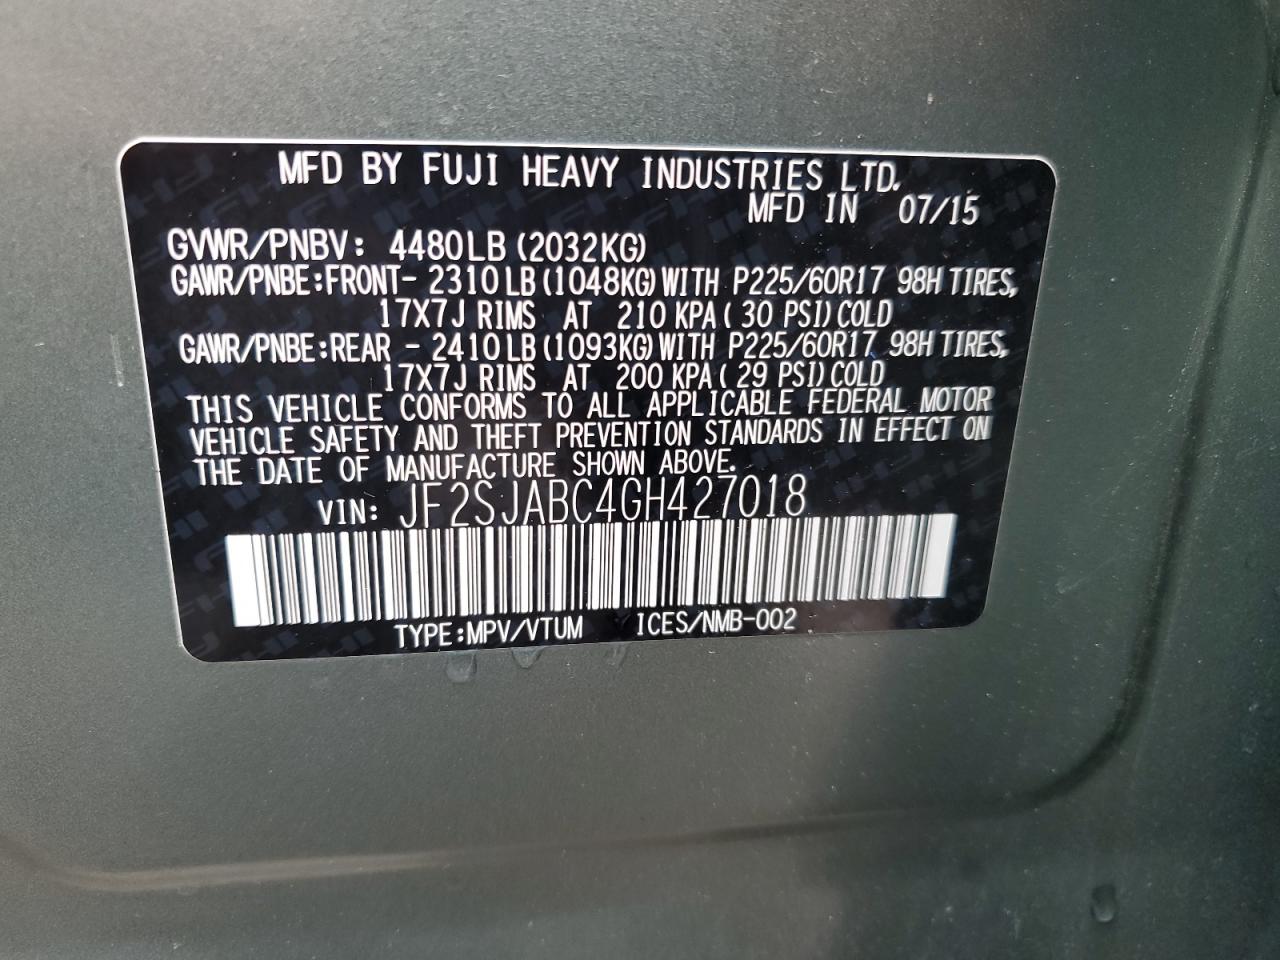 MFD BY FUJI HEAVY INDUSTRIES LTD.
MFD IN 07/15
GVWR/PNBV: 4480LB (2032KG)
GAWR/PNBE:FRONT- 2310LB (1048KG) WITH P225/60R17 98H TIRES,
17X7J RIMS AT 210 KPA( 30 PSI) COLD
GAWR/PNBE:REAR - 2410LB (1093KG) WITH P225/60R17 98H TIRES,
17X7J RIMS AT 200 KPA( 29 PSI) COLD
THIS VEHICLE CONFORMS TO ALL APPLICABLE FEDERAL MOTOR
VEHICLE SAFETY AND THEFT PREVENTION STANDARDS IN EFFECT ON
THE DATE OF MANUFACTURE SHOWN ABOVE.
VIN: JF2SJABC4GH427018
TYPE:MPV/VTUM ICES/NMB-002